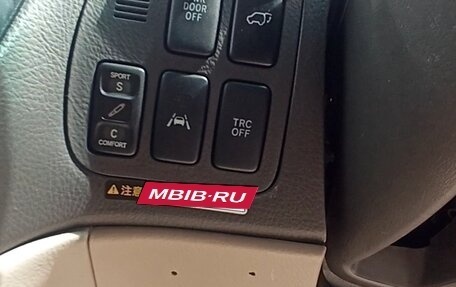 DOOR
OFF
SPORT
S
C
COMFORT
TRC
OFF
注意
MBIB·RU